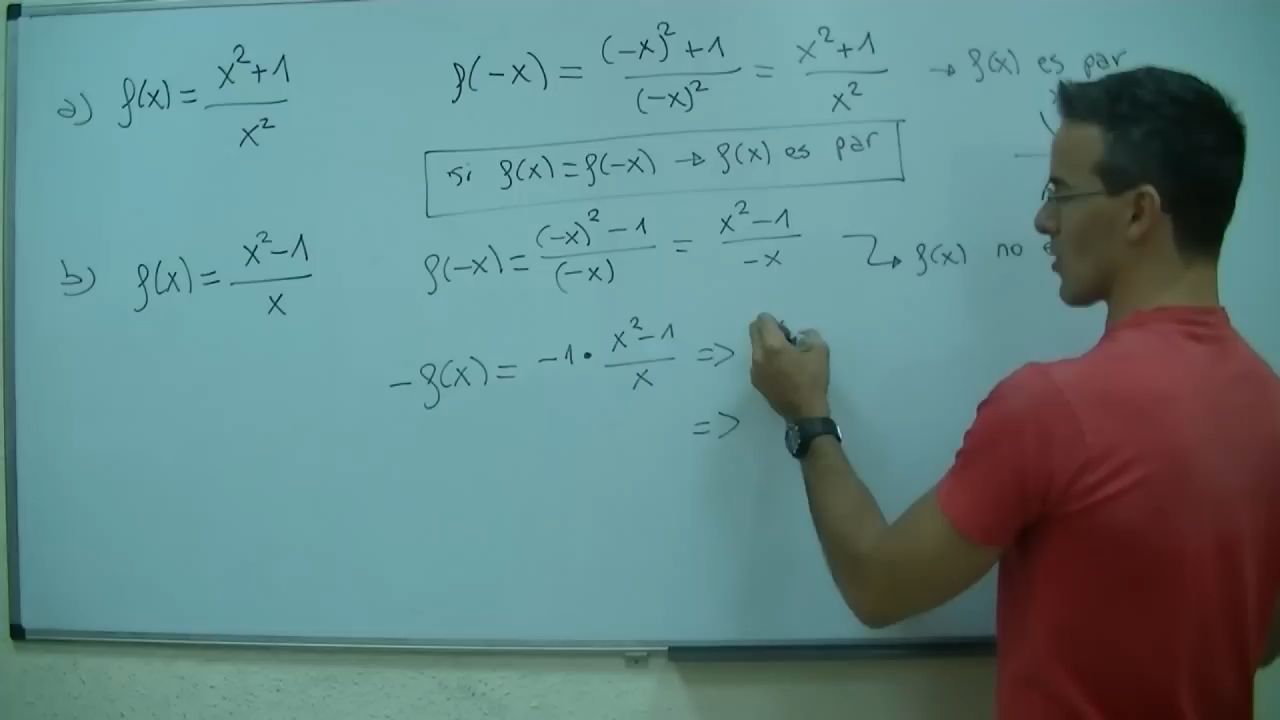 a) f(x) = (x²+1)/x² f(-x) = ((-x)²+1)/(-x)² = (x²+1)/x² → f(x) es par
si f(x) = f(-x) → f(x) es par
b) f(x) = (x²-1)/x f(-x) = ((-x)²-1)/(-x) = (x²-1)/-x ↳ f(x) no
-f(x) = -1 · (x²-1)/x =>
=>